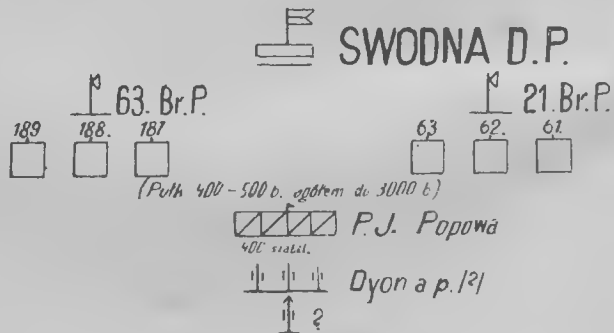 SWODNA D.P.
63. Br.P. 21. Br.P.
189 188. 187 63 62. 61.
(Pułk 400 - 500 b. ogółem do 3000 b)
P.J. Popowa
400 szabl.
Dyon a p. /?/
?